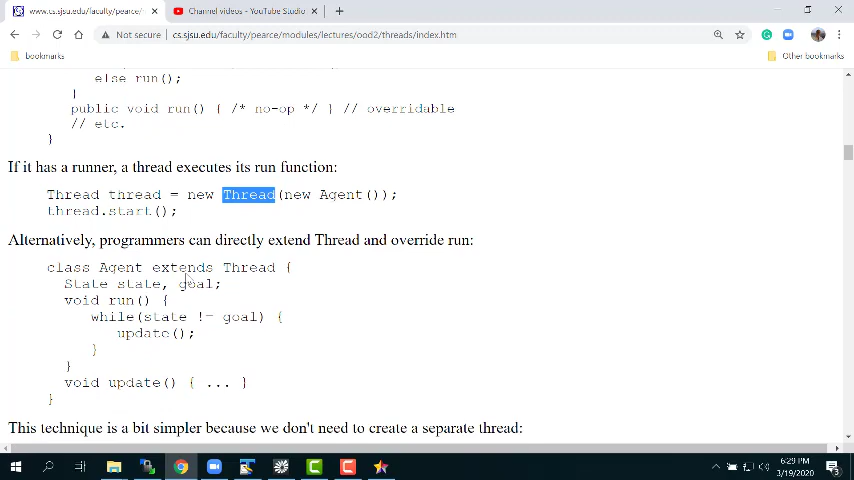 www.cs.sjsu.edu/faculty/pearce/
Channel videos - YouTube Studio
Not secure
cs.sjsu.edu/faculty/pearce/modules/lectures/ood2/threads/index.htm
bookmarks
Other bookmarks
else run();
}
public void run() { /* no-op */ } // overridable
// etc.
}
If it has a runner, a thread executes its run function:
Thread thread = new Thread(new Agent());
thread.start();
Alternatively, programmers can directly extend Thread and override run:
class Agent extends Thread {
State state, goal;
void run() {
while(state != goal) {
update();
}
}
void update() { ... }
}
This technique is a bit simpler because we don't need to create a separate thread:
6:29 PM
3/19/2020
3